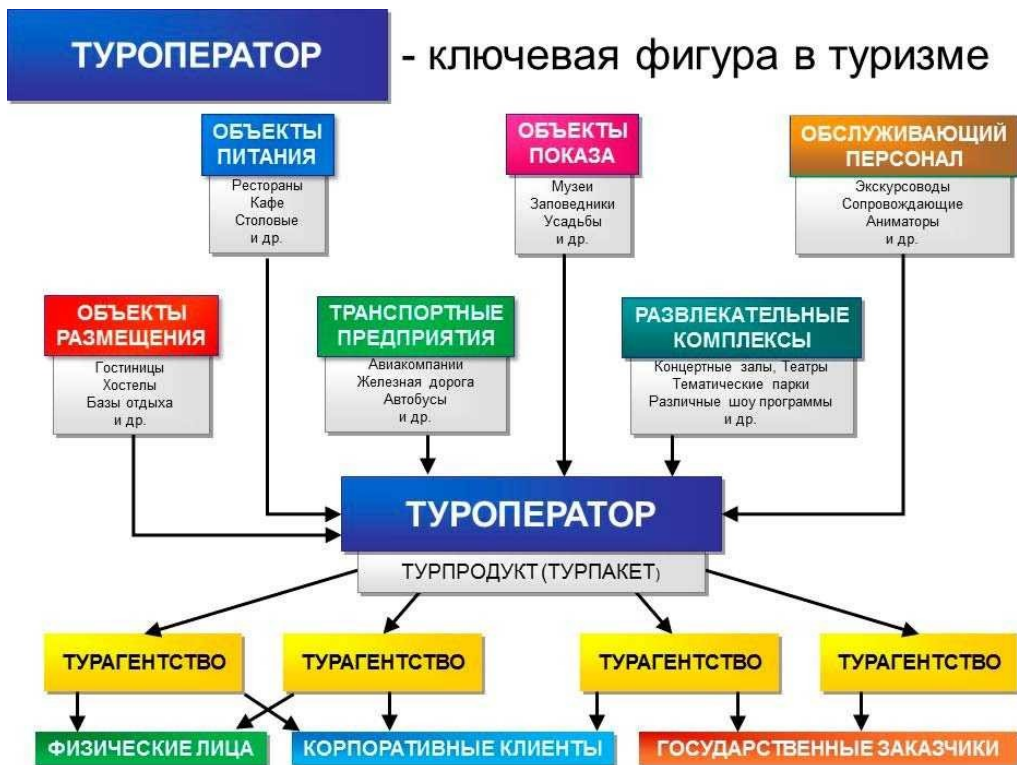 ТУРОПЕРАТОР - ключевая фигура в туризме
ОБЪЕКТЫ
ПИТАНИЯ
Рестораны
Кафе
Столовые
и др.
ОБЪЕКТЫ
ПОКАЗА
Музеи
Заповедники
Усадьбы
и др.
ОБСЛУЖИВАЮЩИЙ
ПЕРСОНАЛ
Экскурсоводы
Сопровождающие
Аниматоры
и др.
ОБЪЕКТЫ
РАЗМЕЩЕНИЯ
Гостиницы
Хостелы
Базы отдыха
и др.
ТРАНСПОРТНЫЕ
ПРЕДПРИЯТИЯ
Авиакомпании
Железная дорога
Автобусы
и др.
РАЗВЛЕКАТЕЛЬНЫЕ
КОМПЛЕКСЫ
Концертные залы, Театры
Тематические парки
Различные шоу программы
и др.
ТУРОПЕРАТОР
ТУРПРОДУКТ (ТУРПАКЕТ)
ТУРАГЕНТСТВО
ТУРАГЕНТСТВО
ТУРАГЕНТСТВО
ТУРАГЕНТСТВО
ФИЗИЧЕСКИЕ ЛИЦА
КОРПОРАТИВНЫЕ КЛИЕНТЫ
ГОСУДАРСТВЕННЫЕ ЗАКАЗЧИКИ